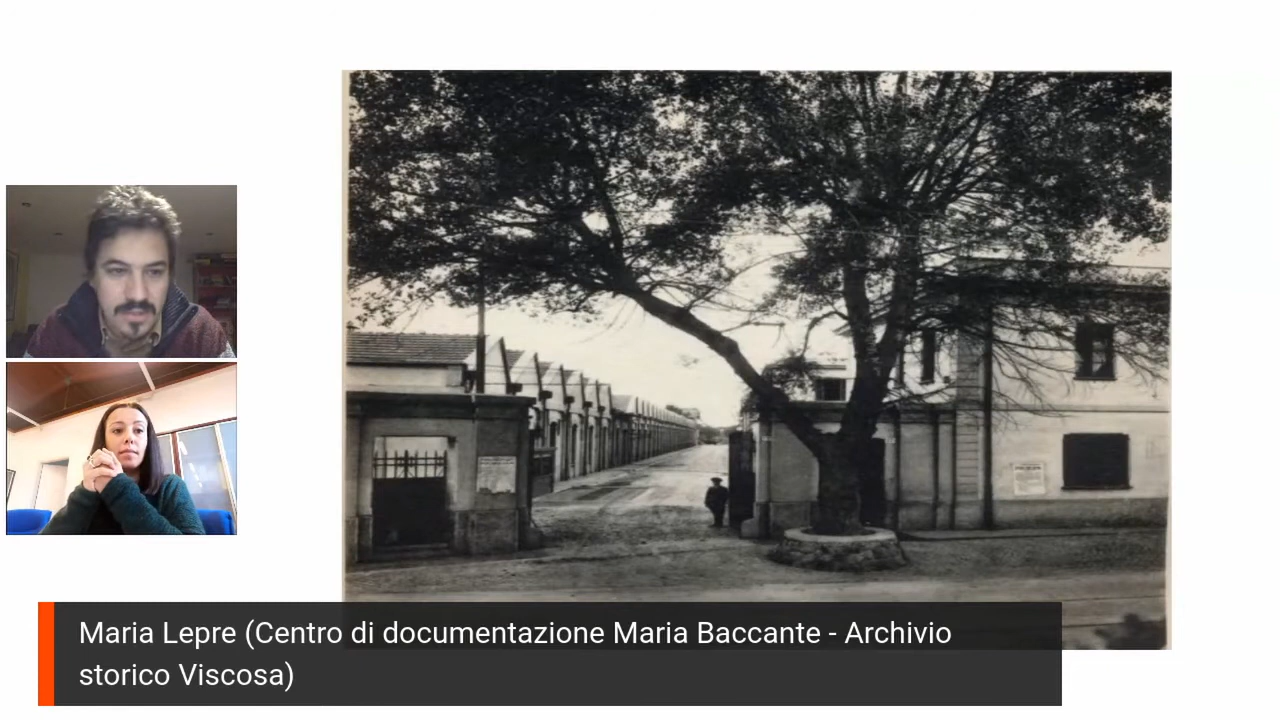 Maria Lepre (Centro di documentazione Maria Baccante - Archivio
storico Viscosa)